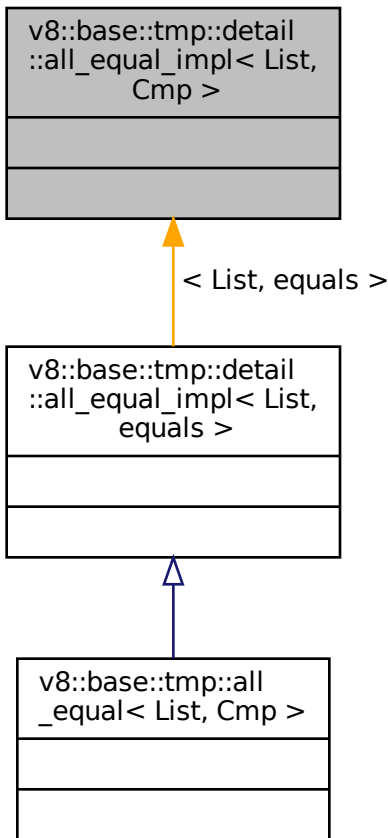 v8::base::tmp::detail
::all_equal_impl< List,
Cmp >
< List, equals >
v8::base::tmp::detail
::all_equal_impl< List,
equals >
v8::base::tmp::all
_equal< List, Cmp >